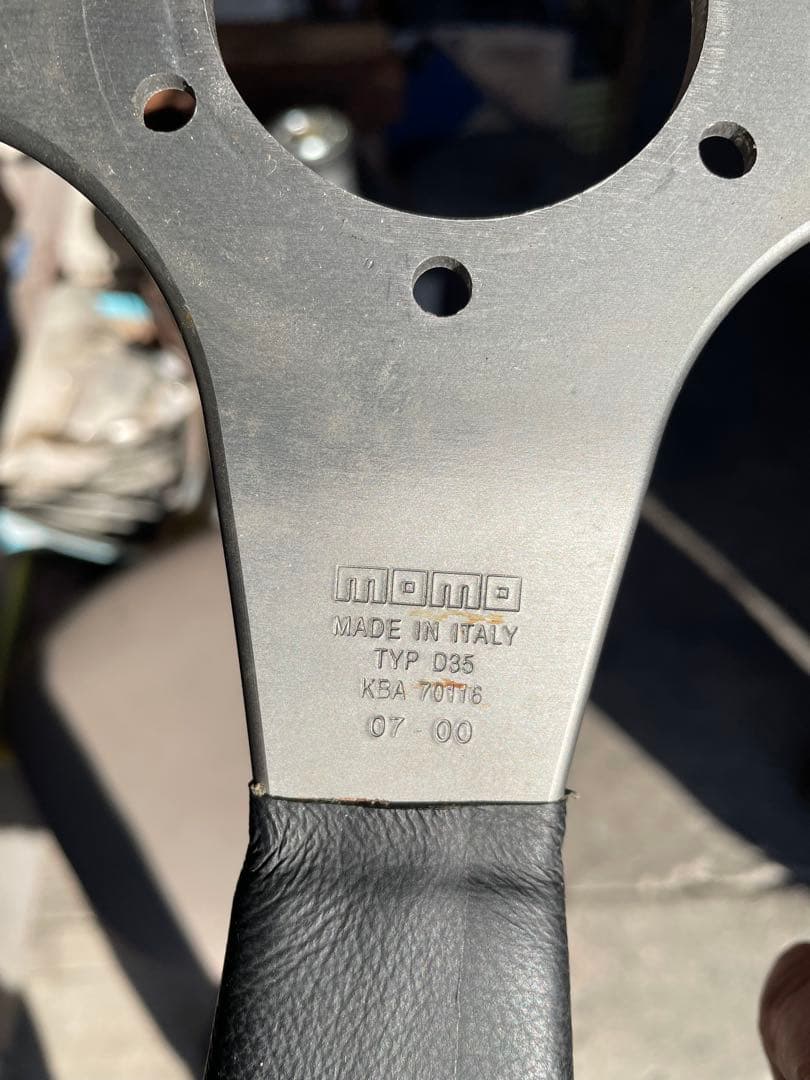 momo
MADE IN ITALY
TYP D35
KBA 70116
07-00